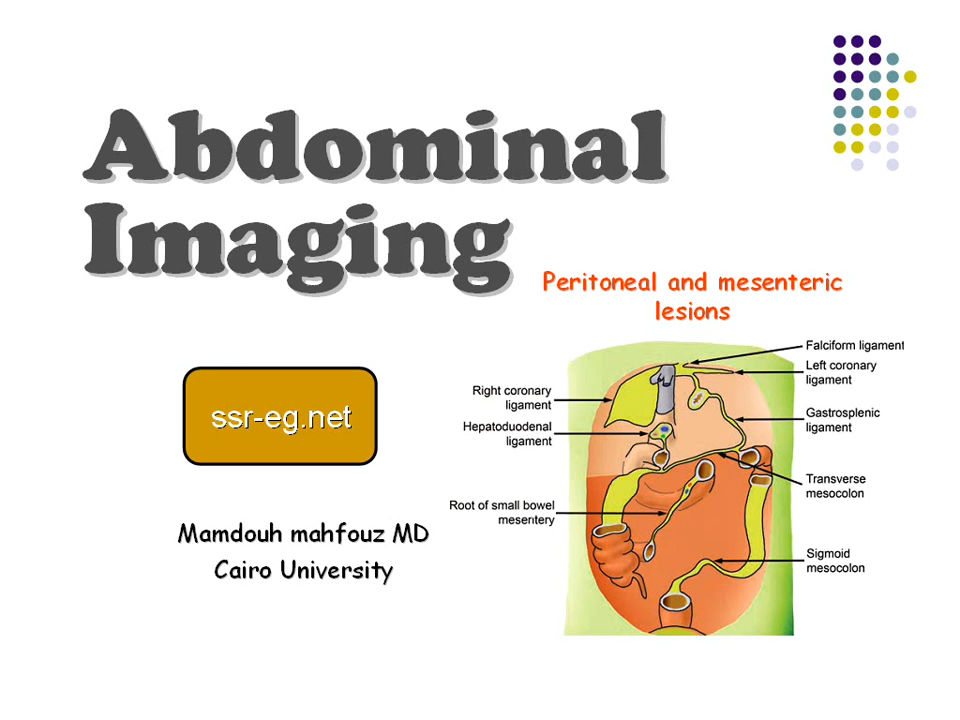 Abdominal
Imaging
Peritoneal and mesenteric
lesions
ssr-eg.net
Mamdouh mahfouz MD
Cairo University
Falciform ligament
Left coronary
ligament
Right coronary
ligament
Gastrosplenic
ligament
Hepatoduodenal
ligament
Transverse
mesocolon
Root of small bowel
mesentery
Sigmoid
mesocolon